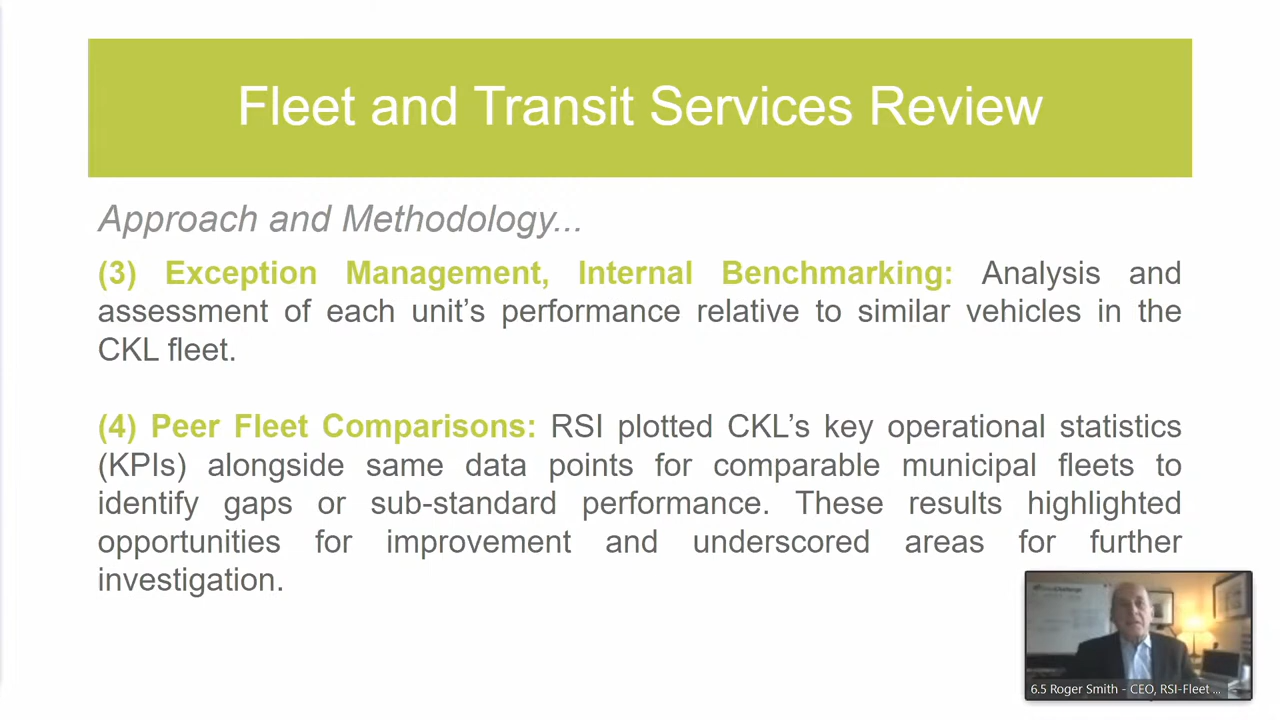 Fleet and Transit Services Review
Approach and Methodology...
(3) Exception Management, Internal Benchmarking: Analysis and
assessment of each unit’s performance relative to similar vehicles in the
CKL fleet.
(4) Peer Fleet Comparisons: RSI plotted CKL’s key operational statistics
(KPIs) alongside same data points for comparable municipal fleets to
identify gaps or sub-standard performance. These results highlighted
opportunities for improvement and underscored areas for further
investigation.
6.5 Roger Smith - CEO, RSI-Fleet ...